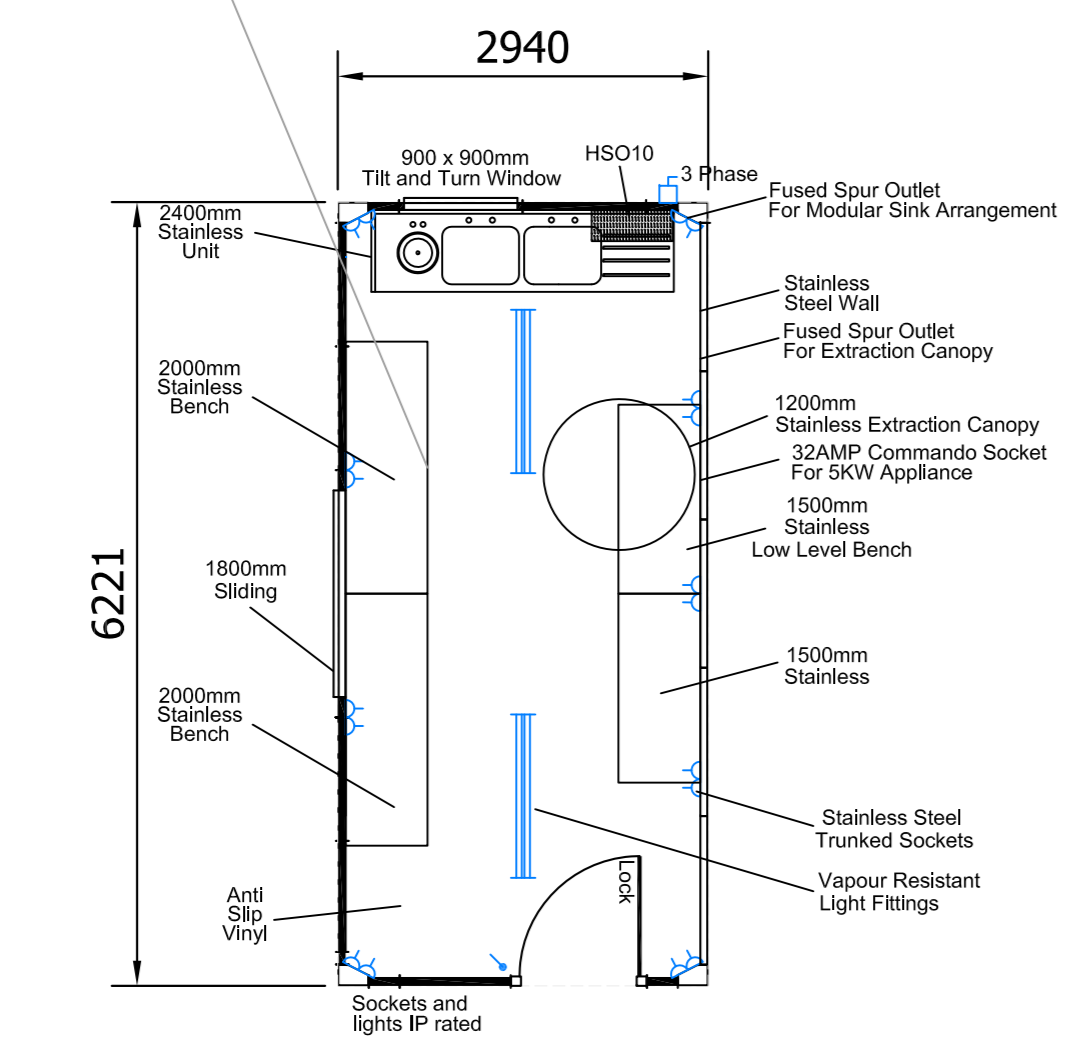 2940
900 x 900mm
Tilt and Turn Window
HSO10
3 Phase
Fused Spur Outlet
For Modular Sink Arrangement
2400mm
Stainless
Unit
Stainless
Steel Wall
Fused Spur Outlet
For Extraction Canopy
2000mm
Stainless
Bench
1200mm
Stainless Extraction Canopy
32AMP Commando Socket
For 5KW Appliance
1500mm
Stainless
Low Level Bench
6221
1800mm
Sliding
1500mm
Stainless
2000mm
Stainless
Bench
Stainless Steel
Trunked Sockets
Lock
Vapour Resistant
Light Fittings
Anti
Slip
Vinyl
Sockets and
lights IP rated